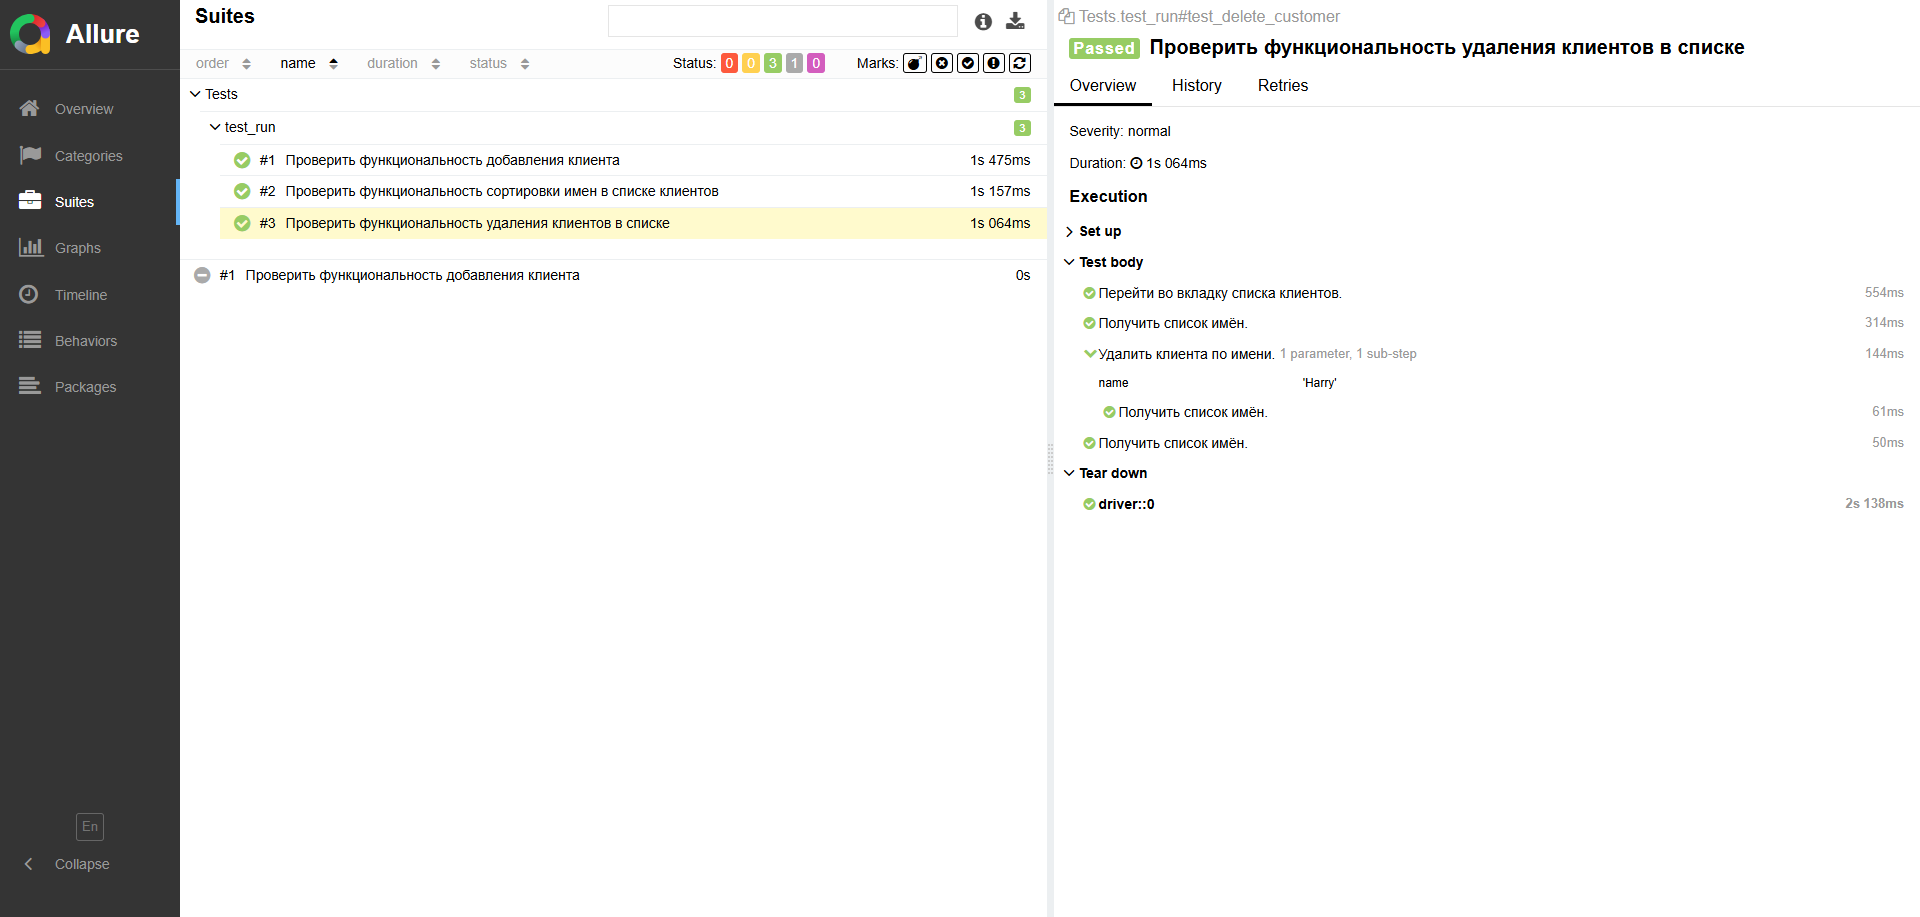 Allure
Overview
Categories
Suites
Graphs
Timeline
Behaviors
Packages
En
Collapse
Suites
order name duration status Status: 0 0 3 1 0 Marks:
Tests 3
test_run 3
#1 Проверить функциональность добавления клиента 1s 475ms
#2 Проверить функциональность сортировки имен в списке клиентов 1s 157ms
#3 Проверить функциональность удаления клиентов в списке 1s 064ms
#1 Проверить функциональность добавления клиента 0s
Tests.test_run#test_delete_customer
Passed Проверить функциональность удаления клиентов в списке
Overview History Retries
Severity: normal
Duration: 1s 064ms
Execution
Set up
Test body
Перейти во вкладку списка клиентов. 554ms
Получить список имён. 314ms
Удалить клиента по имени. 1 parameter, 1 sub-step 144ms
name 'Harry'
Получить список имён. 61ms
Получить список имён. 50ms
Tear down
driver::0 2s 138ms